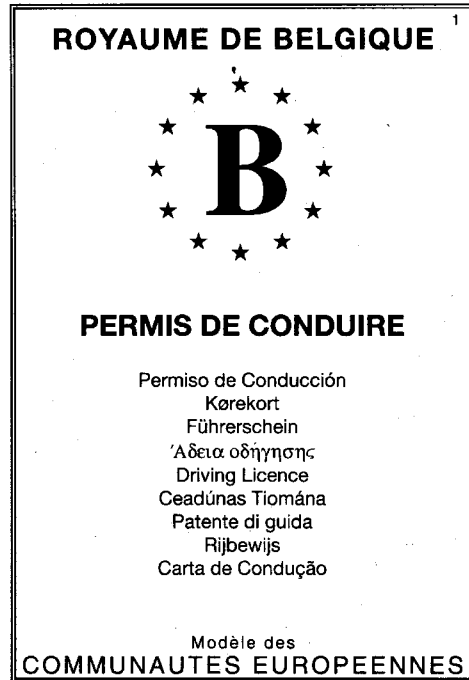 1
ROYAUME DE BELGIQUE
B
PERMIS DE CONDUIRE
Permiso de Conducción
Kørekort
Führerschein
Άδεια οδήγησης
Driving Licence
Ceadúnas Tiomána
Patente di guida
Rijbewijs
Carta de Condução
Modèle des
COMMUNAUTES EUROPEENNES